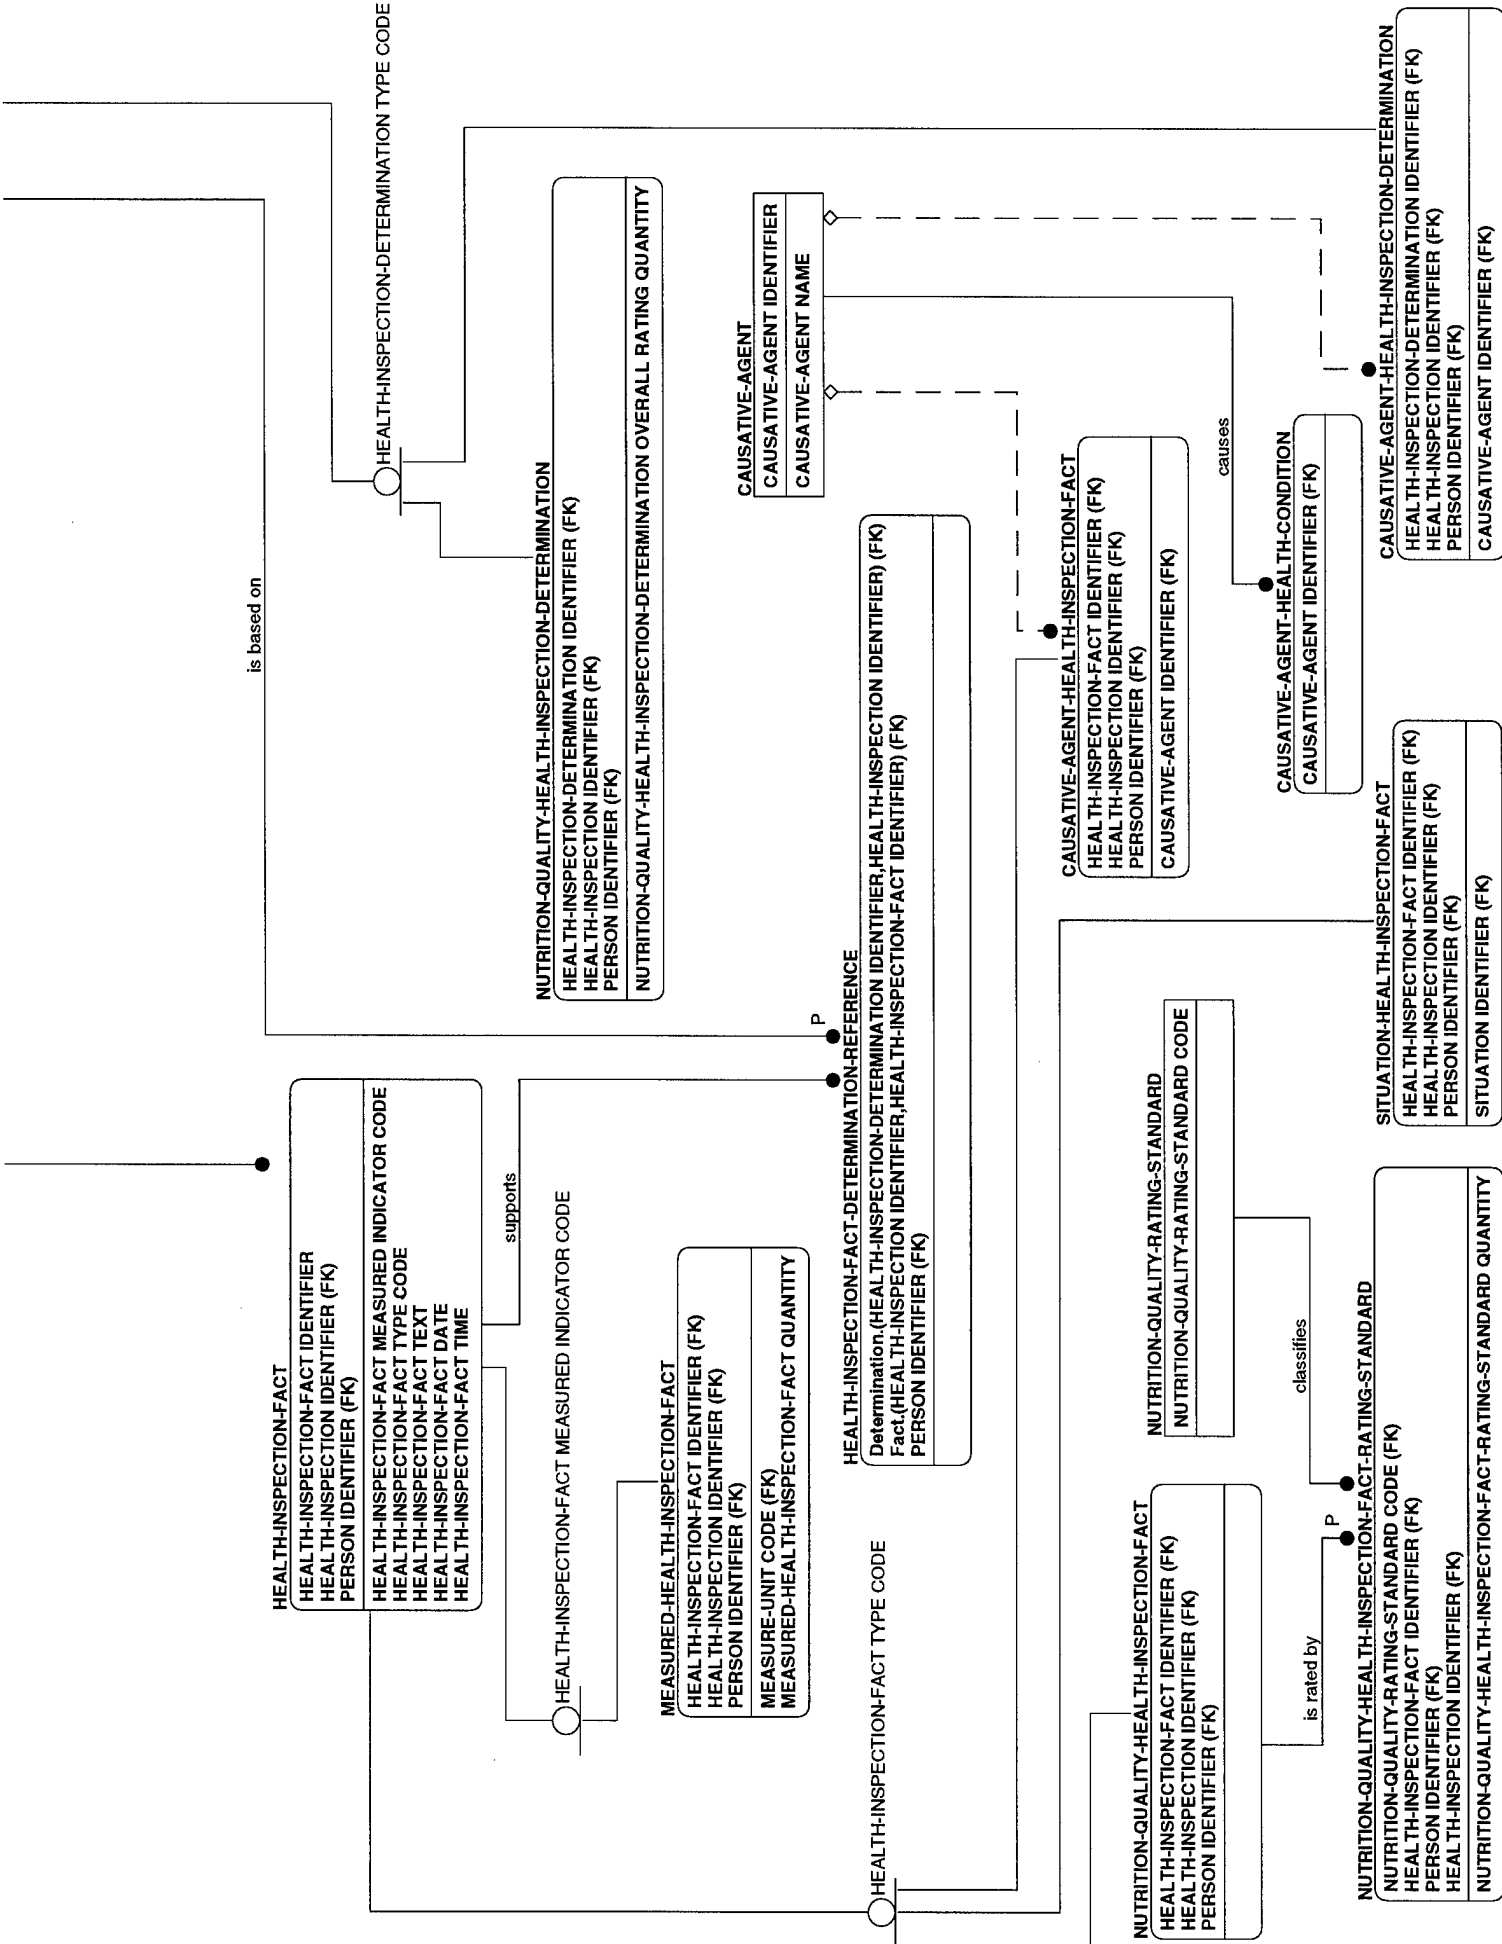 HEALTH-INSPECTION-FACT
HEALTH-INSPECTION-FACT IDENTIFIER
HEALTH-INSPECTION IDENTIFIER (FK)
PERSON IDENTIFIER (FK)
HEALTH-INSPECTION-FACT MEASURED INDICATOR CODE
HEALTH-INSPECTION-FACT TYPE CODE
HEALTH-INSPECTION-FACT TEXT
HEALTH-INSPECTION-FACT DATE
HEALTH-INSPECTION-FACT TIME
supports
is based on
HEALTH-INSPECTION-DETERMINATION TYPE CODE
HEALTH-INSPECTION-FACT MEASURED INDICATOR CODE
NUTRITION-QUALITY-HEALTH-INSPECTION-DETERMINATION
HEALTH-INSPECTION-DETERMINATION IDENTIFIER (FK)
HEALTH-INSPECTION IDENTIFIER (FK)
PERSON IDENTIFIER (FK)
NUTRITION-QUALITY-HEALTH-INSPECTION-DETERMINATION OVERALL RATING QUANTITY
MEASURED-HEALTH-INSPECTION-FACT
HEALTH-INSPECTION-FACT IDENTIFIER (FK)
HEALTH-INSPECTION IDENTIFIER (FK)
PERSON IDENTIFIER (FK)
MEASURE-UNIT CODE (FK)
MEASURED-HEALTH-INSPECTION-FACT QUANTITY
CAUSATIVE-AGENT
CAUSATIVE-AGENT IDENTIFIER
CAUSATIVE-AGENT NAME
P
HEALTH-INSPECTION-FACT-DETERMINATION-REFERENCE
Determination.(HEALTH-INSPECTION-DETERMINATION IDENTIFIER,HEALTH-INSPECTION IDENTIFIER) (FK)
Fact.(HEALTH-INSPECTION IDENTIFIER,HEALTH-INSPECTION-FACT IDENTIFIER) (FK)
PERSON IDENTIFIER (FK)
HEALTH-INSPECTION-FACT TYPE CODE
CAUSATIVE-AGENT-HEALTH-INSPECTION-FACT
HEALTH-INSPECTION-FACT IDENTIFIER (FK)
HEALTH-INSPECTION IDENTIFIER (FK)
PERSON IDENTIFIER (FK)
CAUSATIVE-AGENT IDENTIFIER (FK)
causes
NUTRITION-QUALITY-HEALTH-INSPECTION-FACT
HEALTH-INSPECTION-FACT IDENTIFIER (FK)
HEALTH-INSPECTION IDENTIFIER (FK)
PERSON IDENTIFIER (FK)
NUTRITION-QUALITY-RATING-STANDARD
NUTRITION-QUALITY-RATING-STANDARD CODE
classifies
is rated by
P
CAUSATIVE-AGENT-HEALTH-CONDITION
CAUSATIVE-AGENT IDENTIFIER (FK)
NUTRITION-QUALITY-HEALTH-INSPECTION-FACT-RATING-STANDARD
NUTRITION-QUALITY-RATING-STANDARD CODE (FK)
HEALTH-INSPECTION-FACT IDENTIFIER (FK)
PERSON IDENTIFIER (FK)
HEALTH-INSPECTION IDENTIFIER (FK)
NUTRITION-QUALITY-HEALTH-INSPECTION-FACT-RATING-STANDARD QUANTITY
SITUATION-HEALTH-INSPECTION-FACT
HEALTH-INSPECTION-FACT IDENTIFIER (FK)
HEALTH-INSPECTION IDENTIFIER (FK)
PERSON IDENTIFIER (FK)
SITUATION IDENTIFIER (FK)
CAUSATIVE-AGENT-HEALTH-INSPECTION-DETERMINATION
HEALTH-INSPECTION-DETERMINATION IDENTIFIER (FK)
HEALTH-INSPECTION IDENTIFIER (FK)
PERSON IDENTIFIER (FK)
CAUSATIVE-AGENT IDENTIFIER (FK)